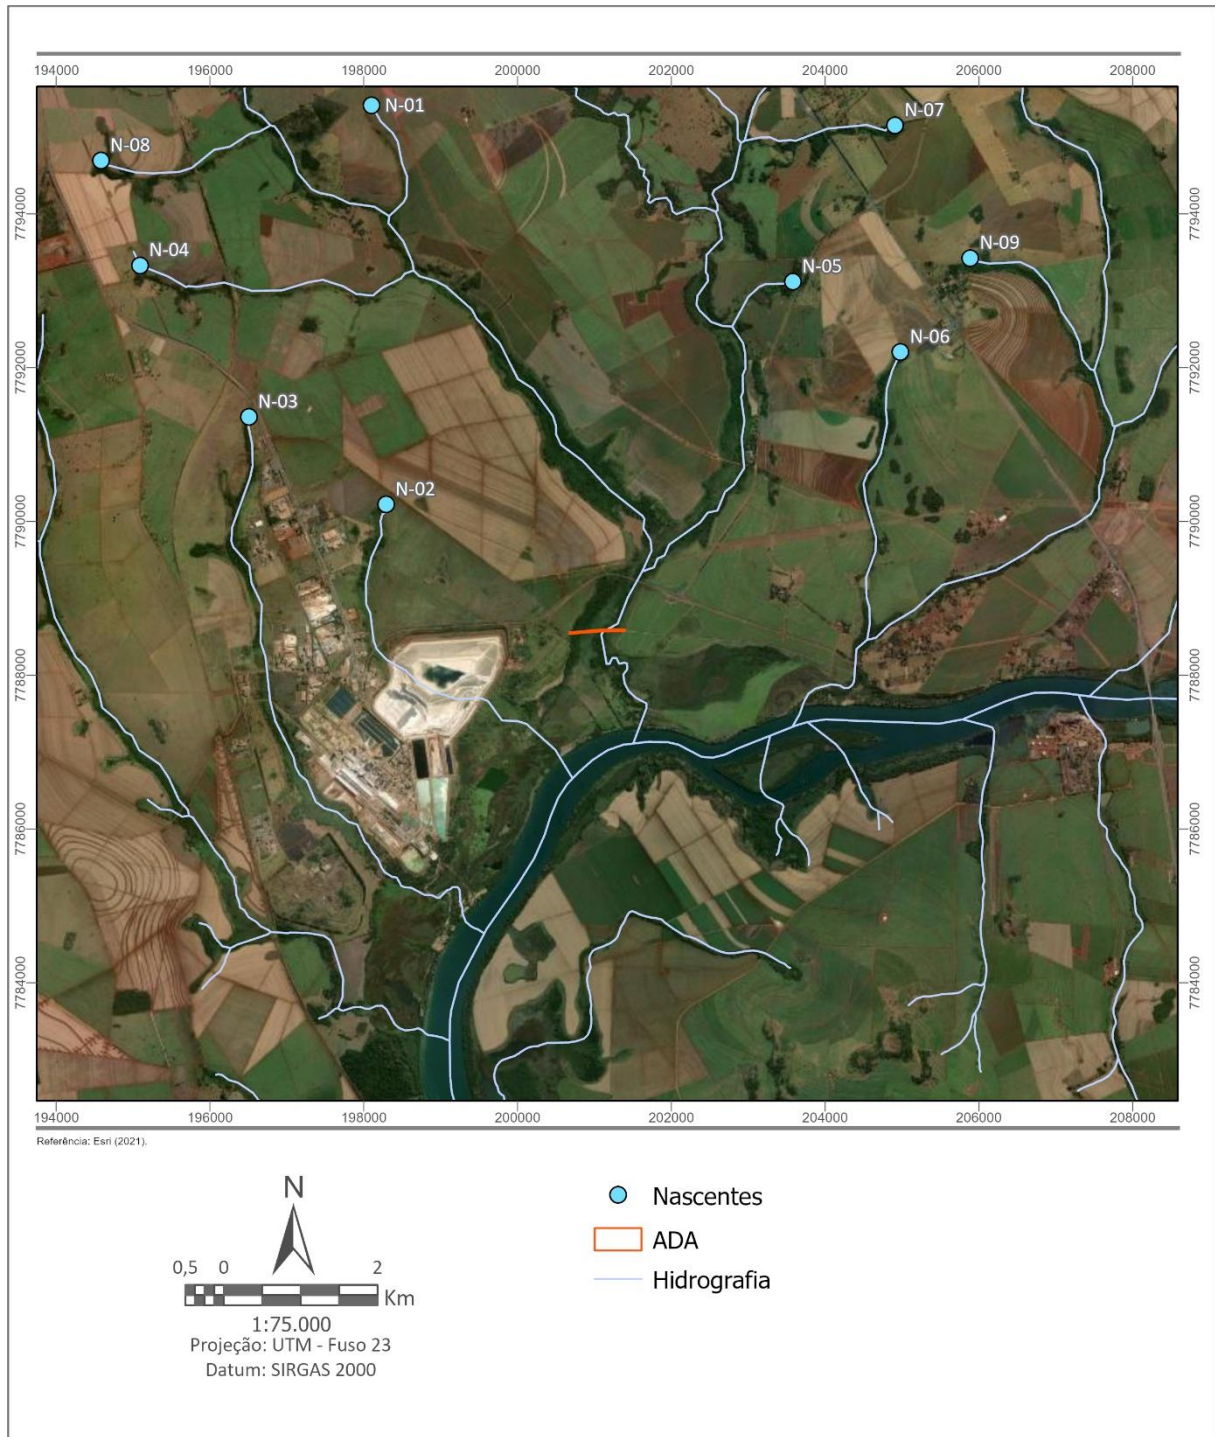 194000 196000 198000 200000 202000 204000 206000 208000
N-01
N-07
N-08
7794000 7794000
N-04
N-09
N-05
N-06
7792000 7792000
N-03
N-02
7790000 7790000
7788000 7788000
7786000 7786000
7784000 7784000
194000 196000 198000 200000 202000 204000 206000 208000
Referência: Esri (2021).
N
Nascentes
ADA
Hidrografia
0,5 0 2
Km
1:75.000
Projeção: UTM - Fuso 23
Datum: SIRGAS 2000